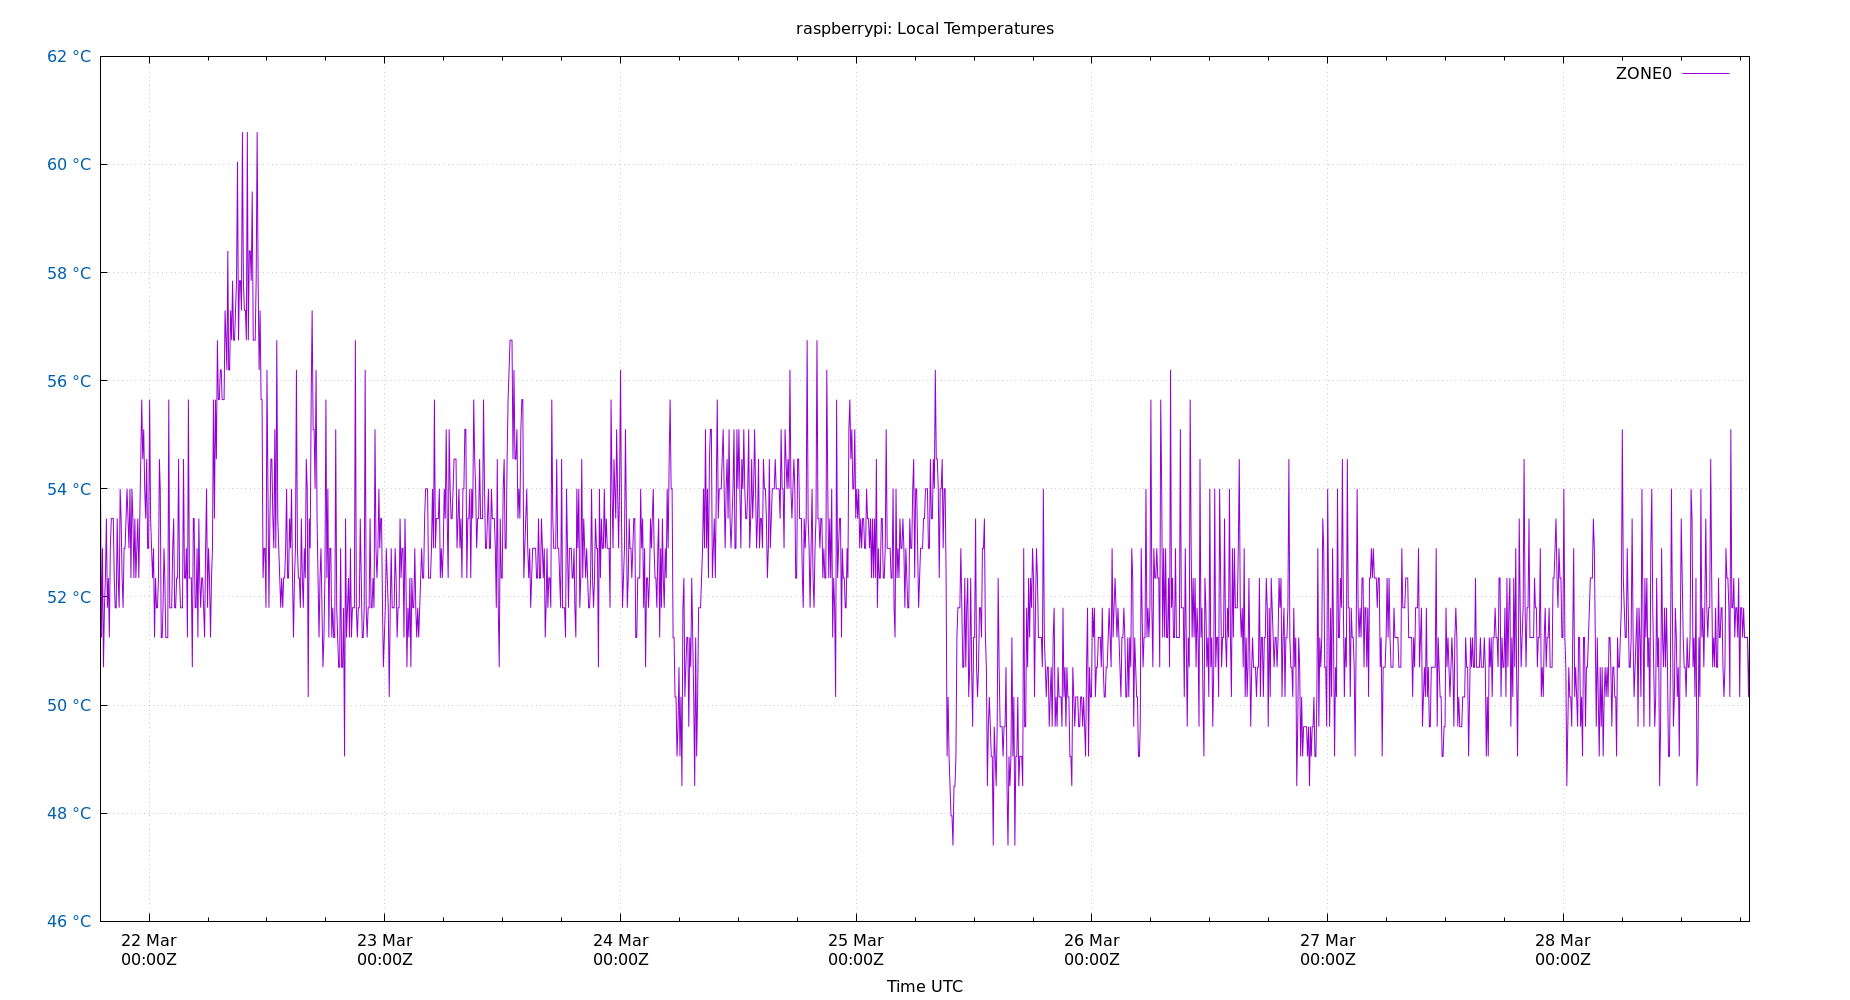 raspberrypi: Local Temperatures
62 °C
ZONE0
60 °C
58 °C
56 °C
54 °C
52 °C
50 °C
48 °C
46 °C
22 Mar 23 Mar 24 Mar 25 Mar 26 Mar 27 Mar 28 Mar
00:00Z 00:00Z 00:00Z 00:00Z 00:00Z 00:00Z 00:00Z
Time UTC